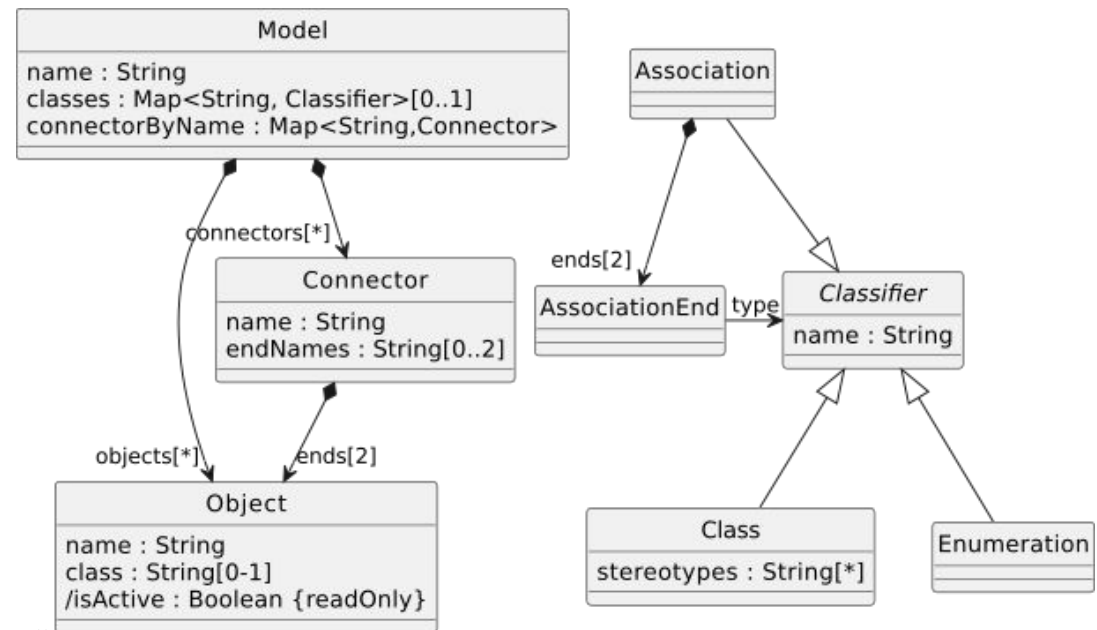 Model
name : String
classes : Map<String, Classifier>[0..1]
connectorByName : Map<String,Connector>
Association
connectors[*]
ends[2]
Connector
name : String
endNames : String[0..2]
AssociationEnd
type
Classifier
name : String
objects[*]
ends[2]
Object
name : String
class : String[0-1]
/isActive : Boolean {readOnly}
Class
stereotypes : String[*]
Enumeration